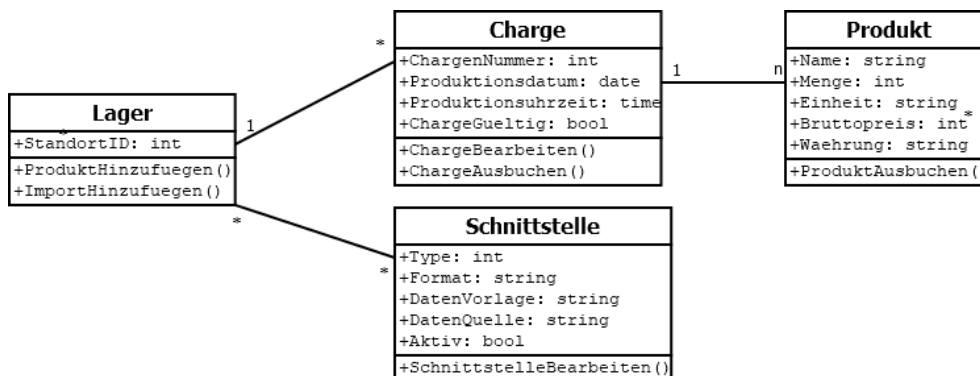 Lager
+StandortID: int
*
+ProduktHinzufuegen()
+ImportHinzufuegen()
1
*
*
*
Charge
+ChargenNummer: int
+Produktionsdatum: date
+Produktionsuhrzeit: time
+ChargeGueltig: bool
+ChargeBearbeiten()
+ChargeAusbuchen()
1
n
Produkt
+Name: string
+Menge: int
+Einheit: string
+Bruttopreis: int
*
+Waehrung: string
+ProduktAusbuchen(
Schnittstelle
+Type: int
+Format: string
+DatenVorlage: string
+DatenQuelle: string
+Aktiv: bool
+SchnittstelleBearbeiten()